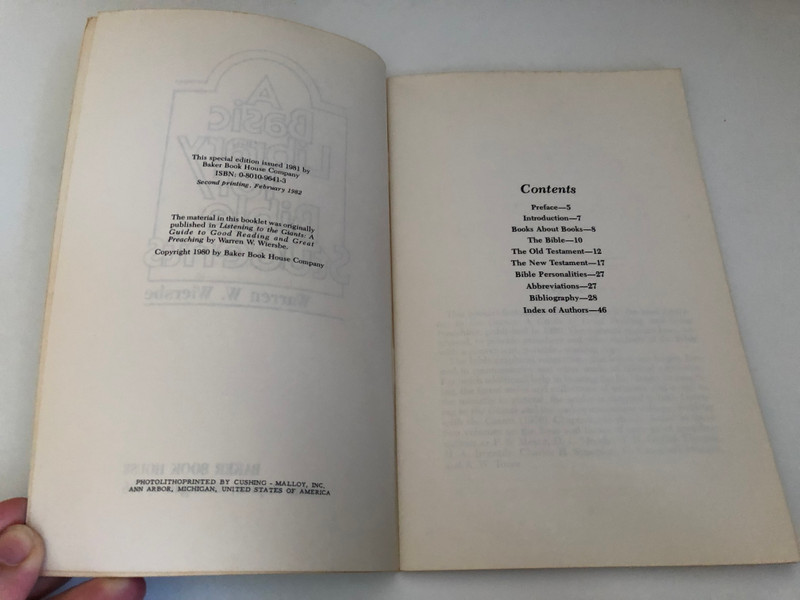 This special edition issued 1981 by
Baker Book House Company
ISBN: 0-8010-9641-3
Second printing, February 1982
The material in this booklet was originally
published in Listening to the Giants: A
Guide to Good Reading and Great
Preaching by Warren W. Wiersbe.
Copyright 1980 by Baker Book House Company
PHOTOLITHOPRINTED BY CUSHING - MALLOY, INC.
ANN ARBOR, MICHIGAN, UNITED STATES OF AMERICA
Contents
Preface—5
Introduction—7
Books About Books—8
The Bible—10
The Old Testament—12
The New Testament—17
Bible Personalities—27
Abbreviations—27
Bibliography—28
Index of Authors—46